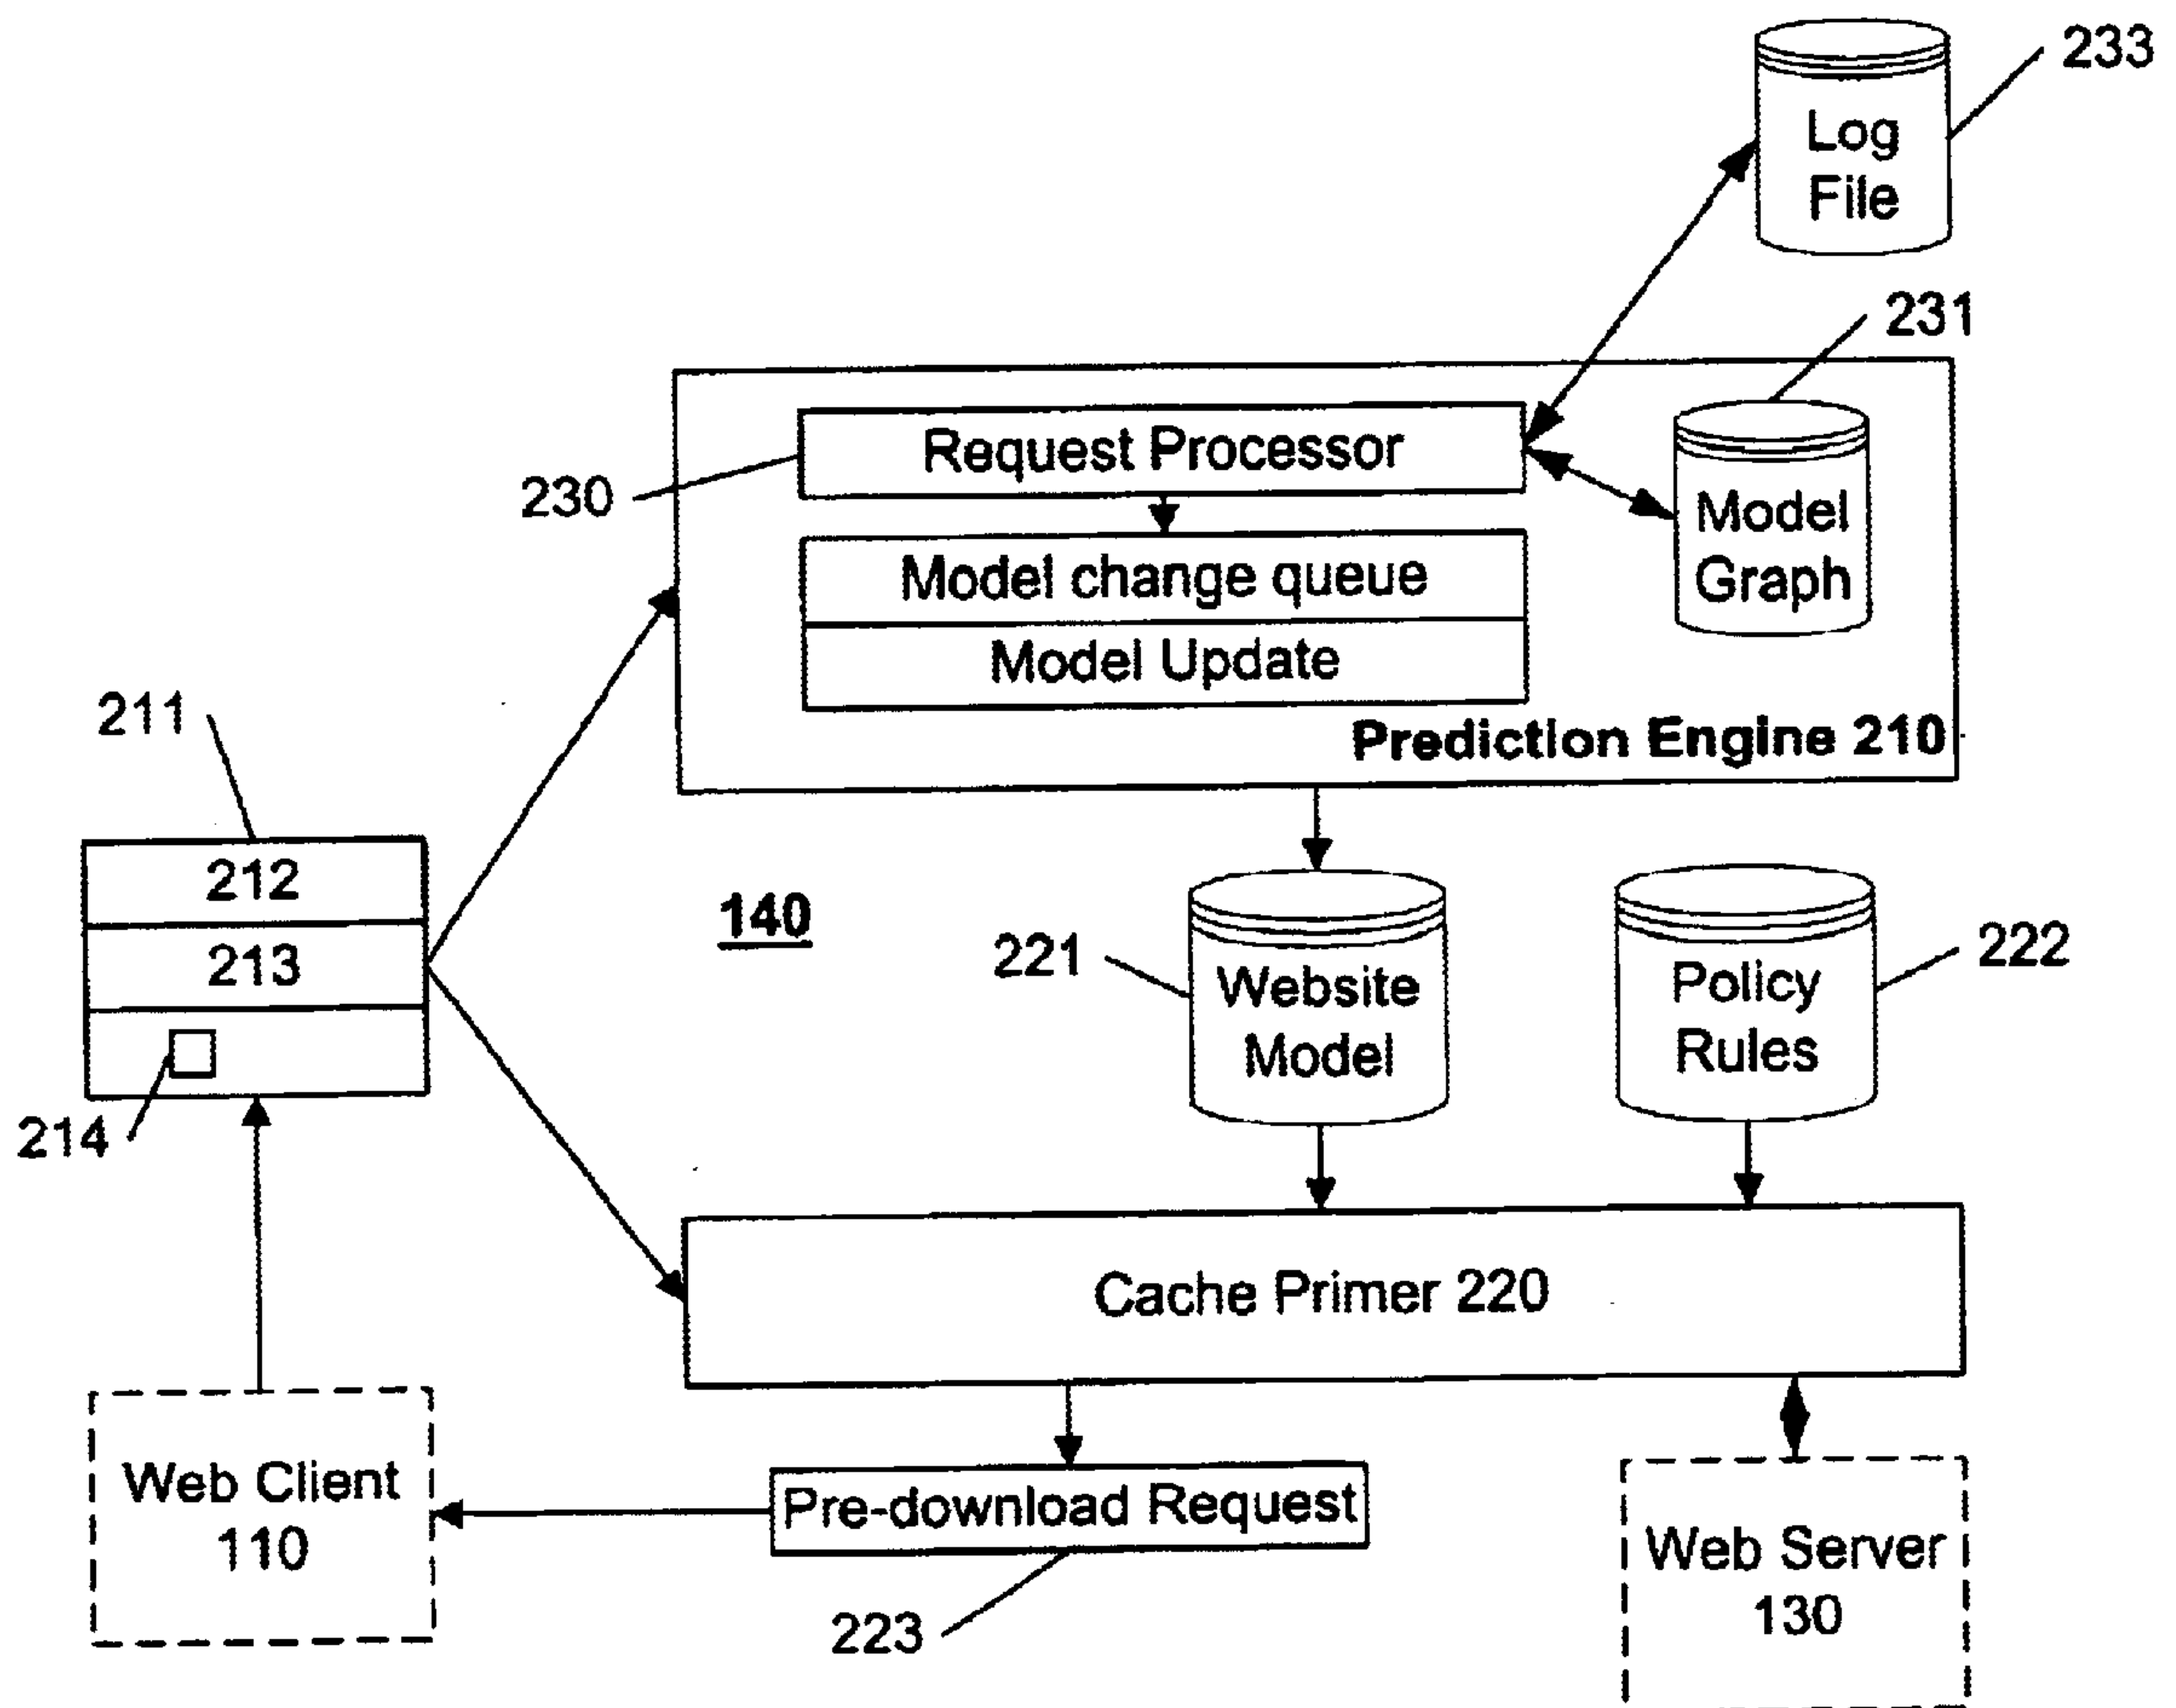 233
Log
File
231
Request Processor
230
Model
Graph
Model change queue
Model Update
Prediction Engine 210
211
212
213
214
140
221
Website
Model
Policy
Rules
222
Cache Primer 220
Web Client
110
Pre-download Request
223
Web Server
130